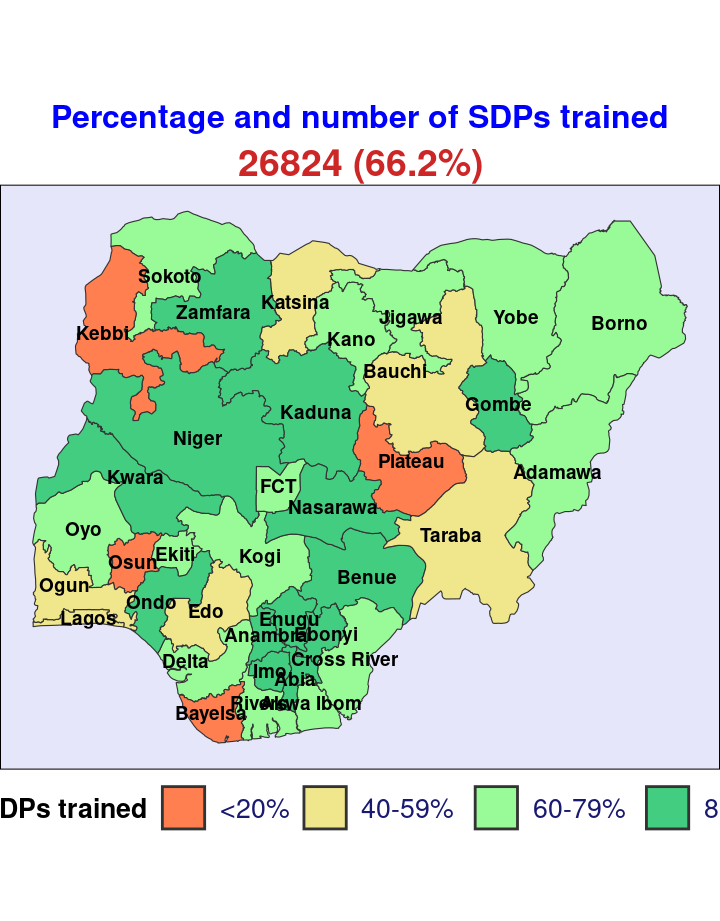 Percentage and number of SDPs trained
26824 (66.2%)
Sokoto
Katsina
Zamfara
Jigawa
Yobe
Borno
Kebbi
Kano
Bauchi
Gombe
Kaduna
Niger
Plateau
Adamawa
Kwara
FCT
Nasarawa
Oyo
Taraba
Osun
Ekiti
Kogi
Ogun
Benue
Ondo
Edo
Lagos
Enugu
Anambra
Ebonyi
Delta
Cross River
Imo
Abia
Bayelsa
Rivers
Akwa Ibom
DPs trained <20% 40-59% 60-79% 8